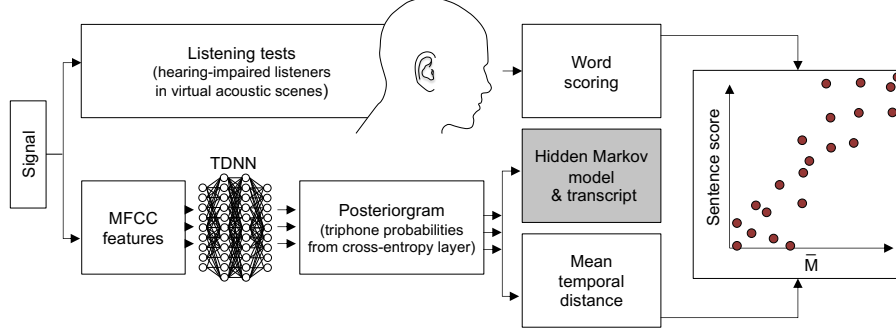 Signal
Listening tests
(hearing-impaired listeners
in virtual acoustic scenes)
Word
scoring
TDNN
MFCC
features
Posteriorgram
(triphone probabilities
from cross-entropy layer)
Hidden Markov
model
& transcript
Mean
temporal
distance
Sentence score
M̅